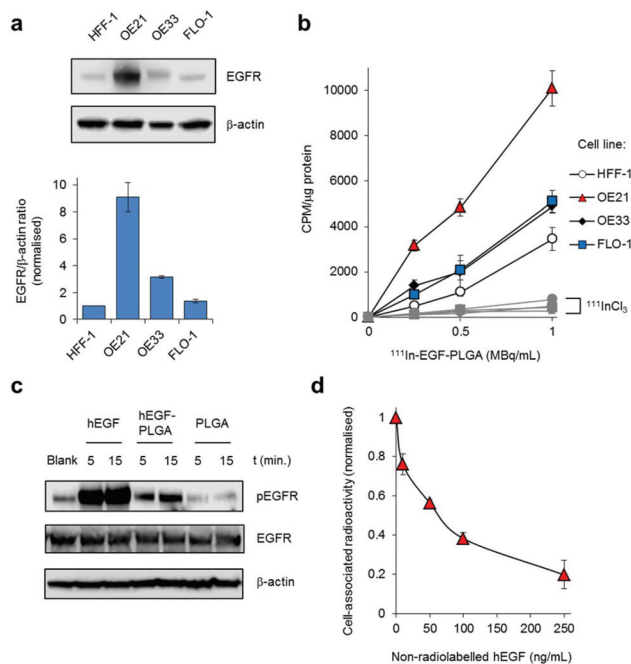 a
HFF-1 OE21 OE33 FLO-1
EGFR
β-actin
EGFR/β-actin ratio
(normalised)
10
8
6
4
2
0
HFF-1 OE21 OE33 FLO-1
b
CPM/µg protein
10000
8000
6000
4000
2000
0
0 0.5 1
¹¹¹In-EGF-PLGA (MBq/mL)
Cell line:
HFF-1
OE21
OE33
FLO-1
¹¹¹InCl₃
c
hEGF hEGF-PLGA PLGA
Blank 5 15 5 15 5 15 t (min.)
pEGFR
EGFR
β-actin
d
Cell-associated radioactivity (normalised)
1
0.8
0.6
0.4
0.2
0
0 50 100 150 200 250
Non-radiolabelled hEGF (ng/mL)